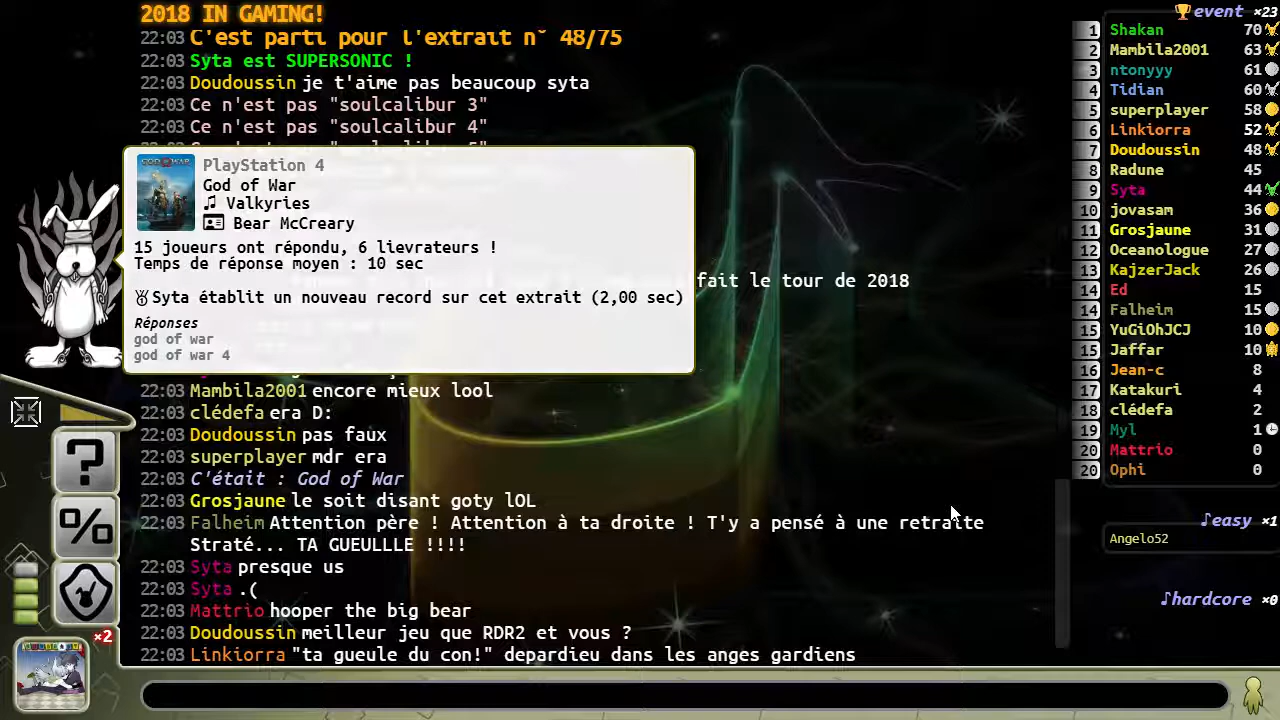 2018 IN GAMING!
22:03 C'est parti pour l'extrait n° 48/75
22:03 Syta est SUPERSONIC !
22:03 Doudoussin je t'aime pas beaucoup syta
22:03 Ce n'est pas "soulcalibur 3"
22:03 Ce n'est pas "soulcalibur 4"
PlayStation 4
God of War
Valkyries
Bear McCreary
15 joueurs ont répondu, 6 lievrateurs !
Temps de réponse moyen : 10 sec
fait le tour de 2018
Syta établit un nouveau record sur cet extrait (2,00 sec)
Réponses
god of war
god of war 4
22:03 Mambila2001 encore mieux lool
22:03 clédefa era D:
22:03 Doudoussin pas faux
22:03 superplayer mdr era
22:03 C'était : God of War
22:03 Grosjaune le soit disant goty lOL
22:03 Falheim Attention père ! Attention à ta droite ! T'y a pensé à une retraite
Straté... TA GUEULLLE !!!!
22:03 Syta presque us
22:03 Syta .(
22:03 Mattrio hooper the big bear
22:03 Doudoussin meilleur jeu que RDR2 et vous ?
22:03 Linkiorra "ta gueule du con!" depardieu dans les anges gardiens
?
%
×2
event ×23
1 Shakan 70
2 Mambila2001 63
3 ntonyyy 61
4 Tidian 60
5 superplayer 58
6 Linkiorra 52
7 Doudoussin 48
8 Radune 45
9 Syta 44
10 jovasam 36
11 Grosjaune 31
12 Oceanologue 27
13 KajzerJack 26
14 Ed 15
14 Falheim 15
15 YuGiOhJCJ 10
15 Jaffar 10
16 Jean-c 8
17 Katakuri 4
18 clédefa 2
19 Myl 1
20 Mattrio 0
20 Ophi 0
♪easy ×1
Angelo52
♪hardcore ×0